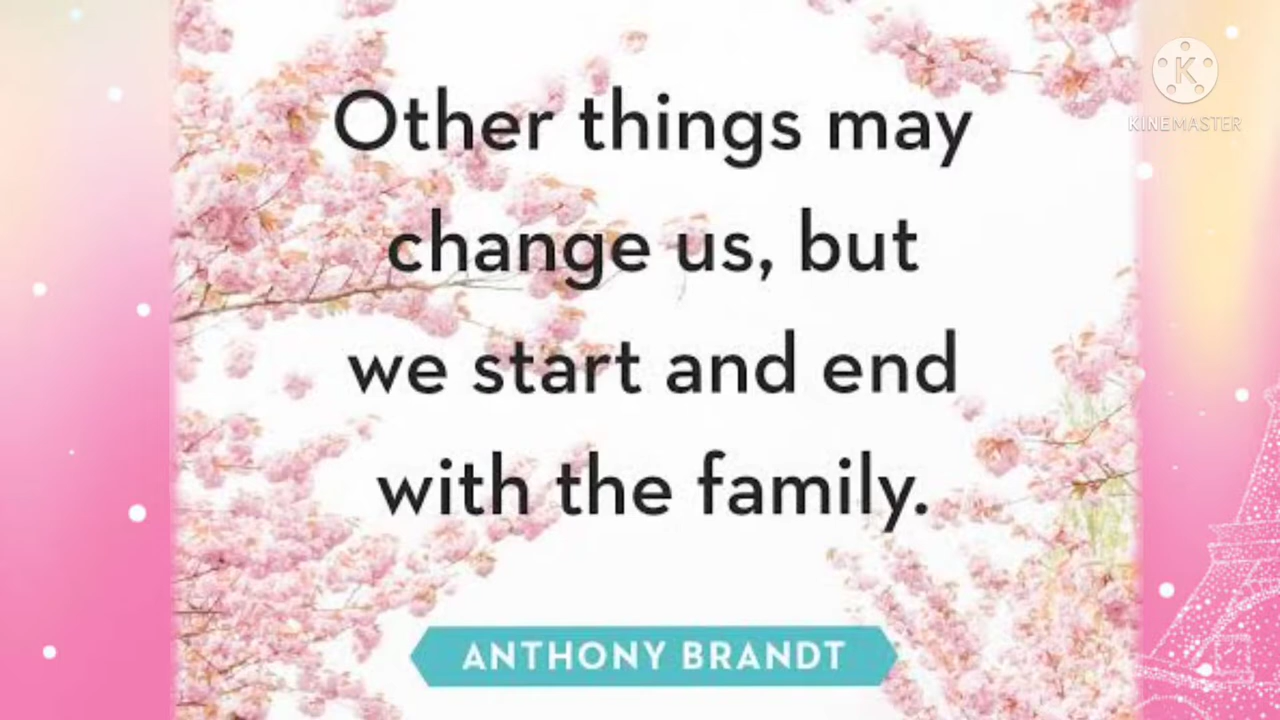 Other things may
change us, but
we start and end
with the family.
ANTHONY BRANDT
K
KINEMASTER